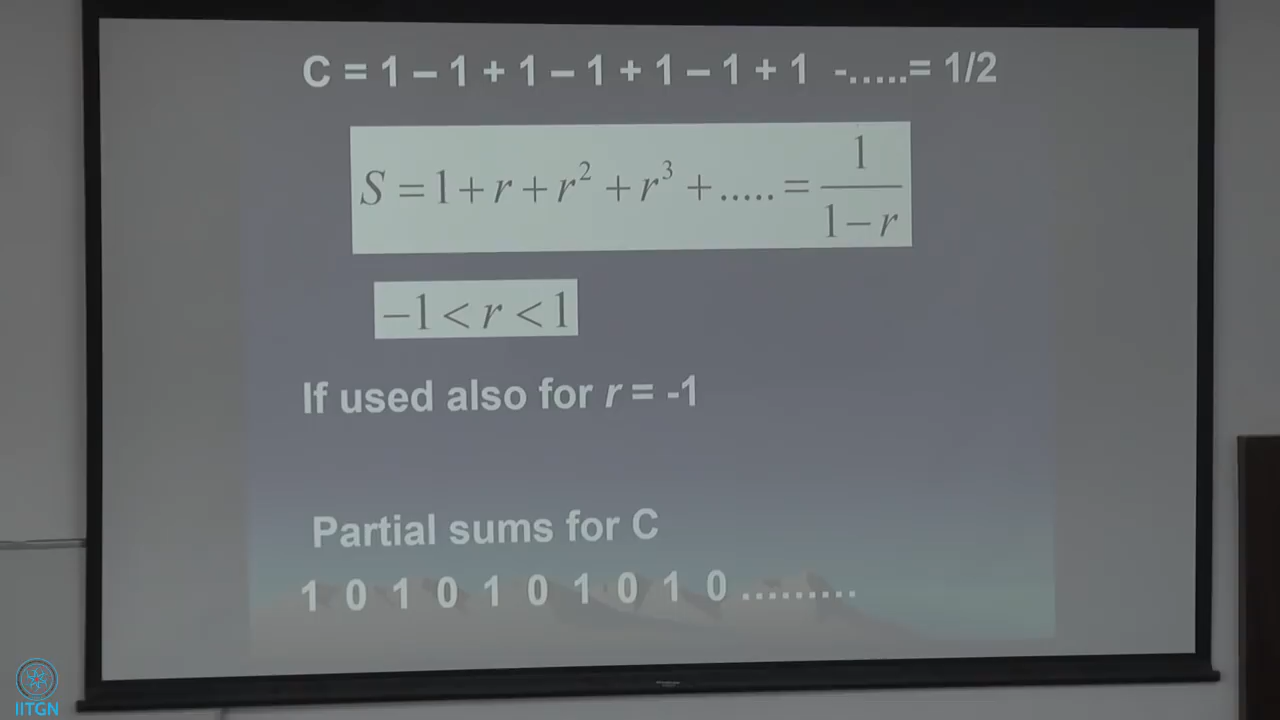 C = 1 – 1 + 1 – 1 + 1 – 1 + 1 -.....= 1/2
S = 1 + r + r² + r³ + ..... = 1/(1 – r)
–1 < r < 1
If used also for r = -1
Partial sums for C
1 0 1 0 1 0 1 0 1 0 .........
IITGN